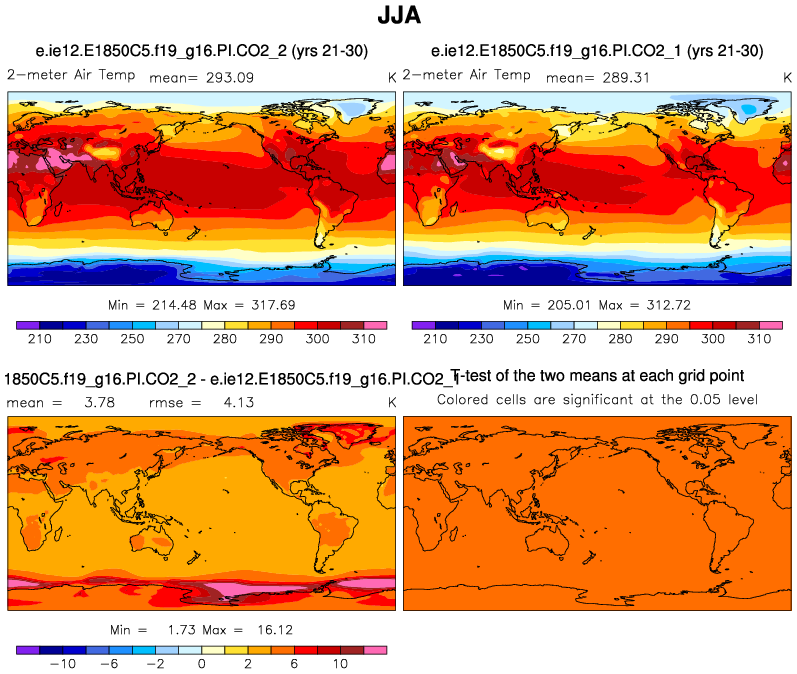 JJA
e.ie12.E1850C5.f19_g16.PI.CO2_2 (yrs 21-30)
2-meter Air Temp mean= 293.09 K
210 230 250 270 280 290 300 310
Min = 214.48 Max = 317.69
e.ie12.E1850C5.f19_g16.PI.CO2_1 (yrs 21-30)
2-meter Air Temp mean= 289.31 K
Min = 205.01 Max = 312.72
210 230 250 270 280 290 300 310
1850C5.f19_g16.PI.CO2_2 - e.ie12.E1850C5.f19_g16.PI.CO2_
mean = 3.78 rmse = 4.13 K
Min = 1.73 Max = 16.12
-10 -6 -2 0 2 6 10
T-test of the two means at each grid point
Colored cells are significant at the 0.05 level